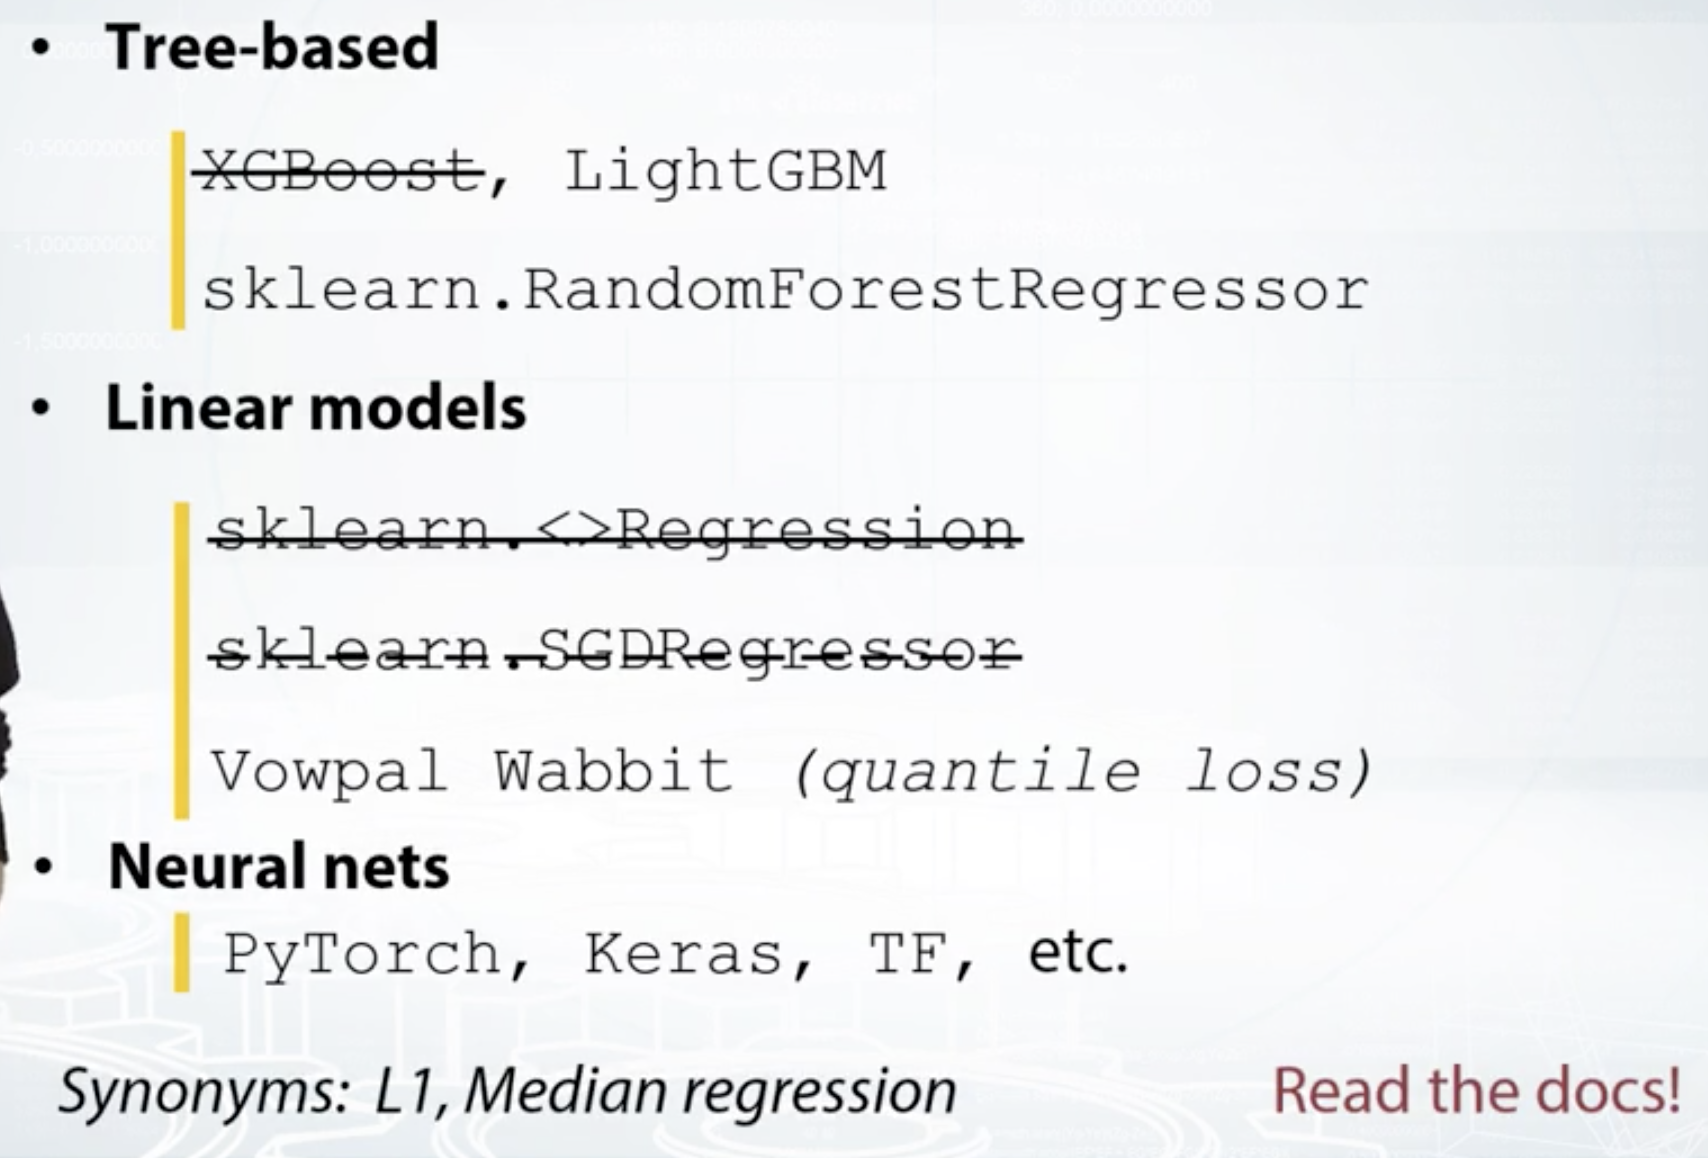 • Tree-based
XGBoost, LightGBM
sklearn.RandomForestRegressor
• Linear models
sklearn.<>Regression
sklearn.SGDRegressor
Vowpal Wabbit (quantile loss)
• Neural nets
PyTorch, Keras, TF, etc.
Synonyms: L1, Median regression
Read the docs!